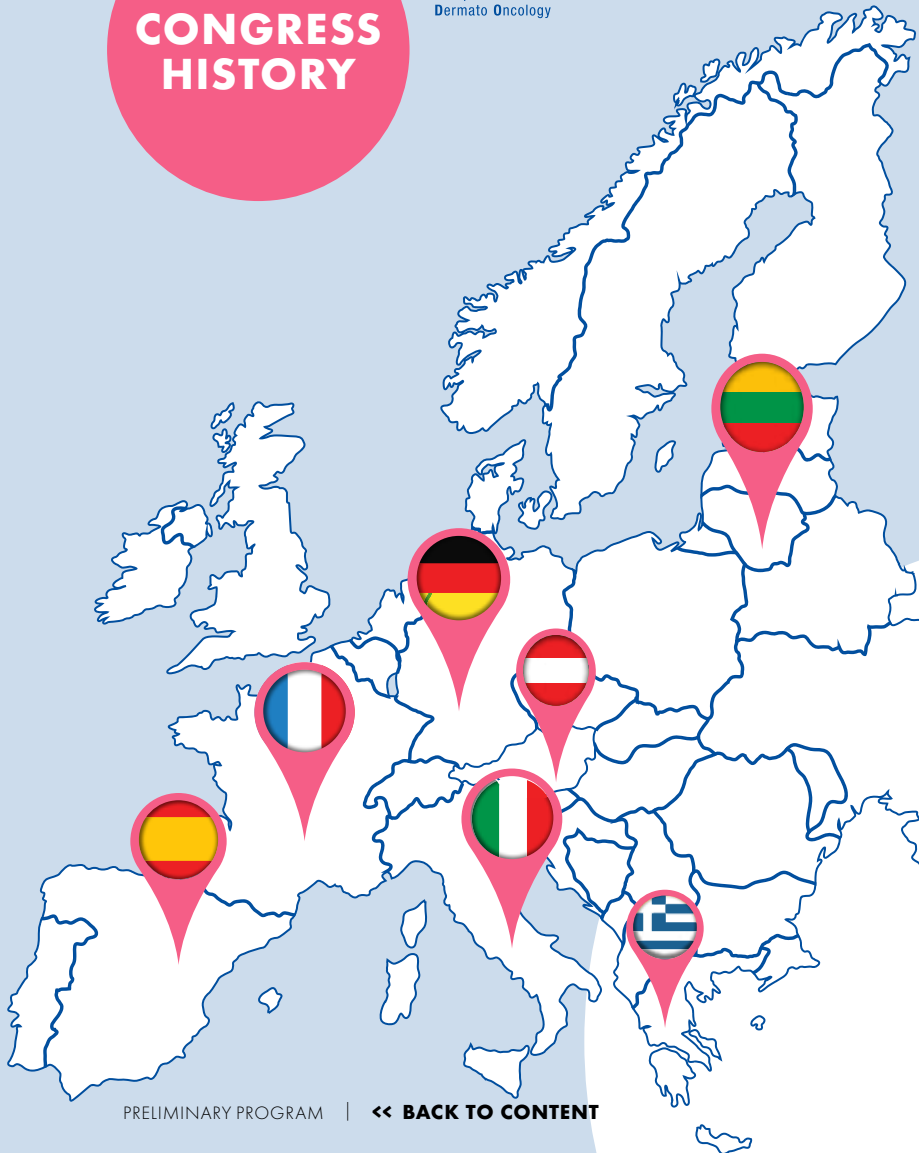 Dermato Oncology
CONGRESS
HISTORY
PRELIMINARY PROGRAM | << BACK TO CONTENT